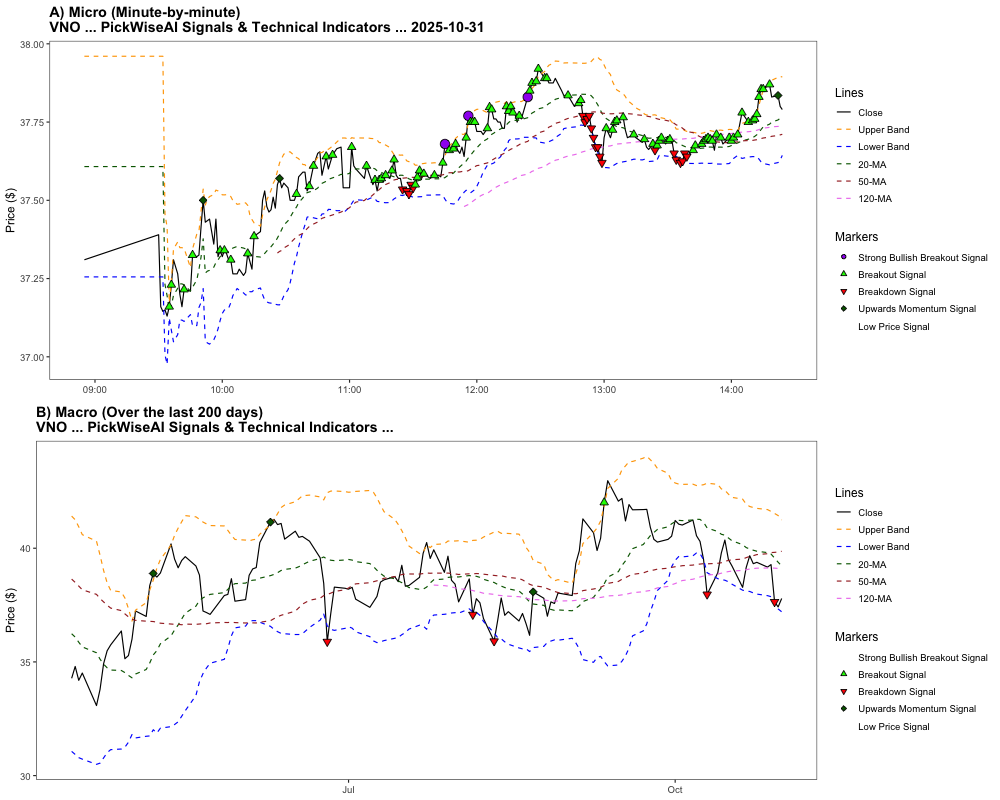 A) Micro (Minute-by-minute)
VNO ... PickWiseAI Signals & Technical Indicators ... 2025-10-31
38.00
37.75
37.50
37.25
37.00
Price ($)
09:00
10:00
11:00
12:00
13:00
14:00
Lines
Close
Upper Band
Lower Band
20-MA
50-MA
120-MA
Markers
Strong Bullish Breakout Signal
Breakout Signal
Breakdown Signal
Upwards Momentum Signal
Low Price Signal
B) Macro (Over the last 200 days)
VNO ... PickWiseAI Signals & Technical Indicators ...
40
35
30
Price ($)
Jul
Oct
Lines
Close
Upper Band
Lower Band
20-MA
50-MA
120-MA
Markers
Strong Bullish Breakout Signal
Breakout Signal
Breakdown Signal
Upwards Momentum Signal
Low Price Signal